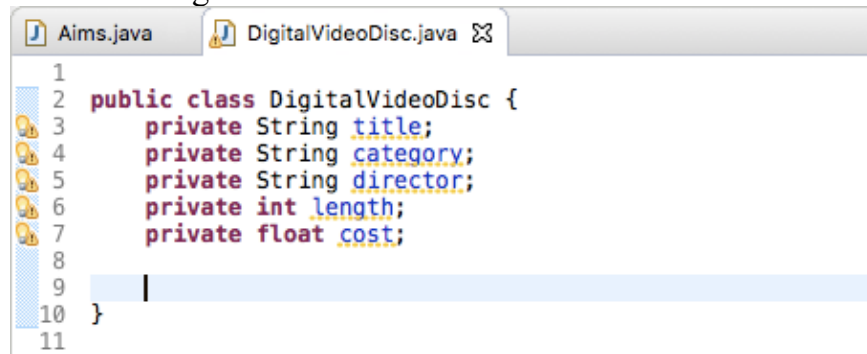 Aims.java DigitalVideoDisc.java
1
2 public class DigitalVideoDisc {
3 private String title;
4 private String category;
5 private String director;
6 private int length;
7 private float cost;
8
9
10 }
11